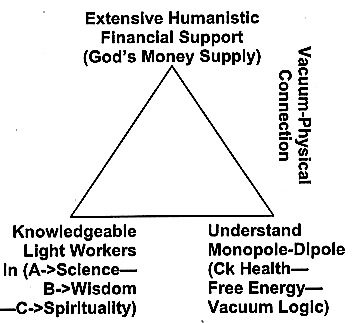 Extensive Humanistic
Financial Support
(God's Money Supply)
Vacuum-Physical
Connection
Knowledgeable
Light Workers
In (A->Science—
B->Wisdom
—C->Spirituality)
Understand
Monopole-Dipole
(Ck Health—
Free Energy—
Vacuum Logic)